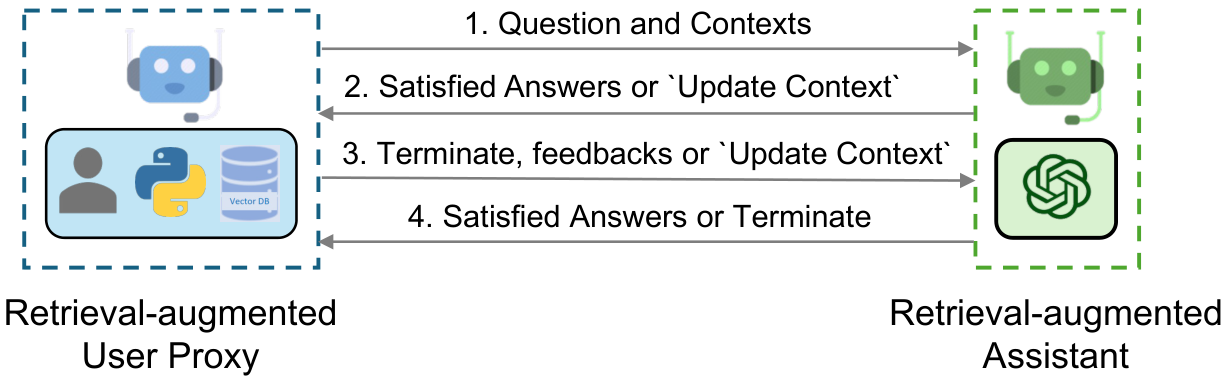 1. Question and Contexts
2. Satisfied Answers or `Update Context`
3. Terminate, feedbacks or `Update Context`
4. Satisfied Answers or Terminate
Vector DB
Retrieval-augmented
User Proxy
Retrieval-augmented
Assistant